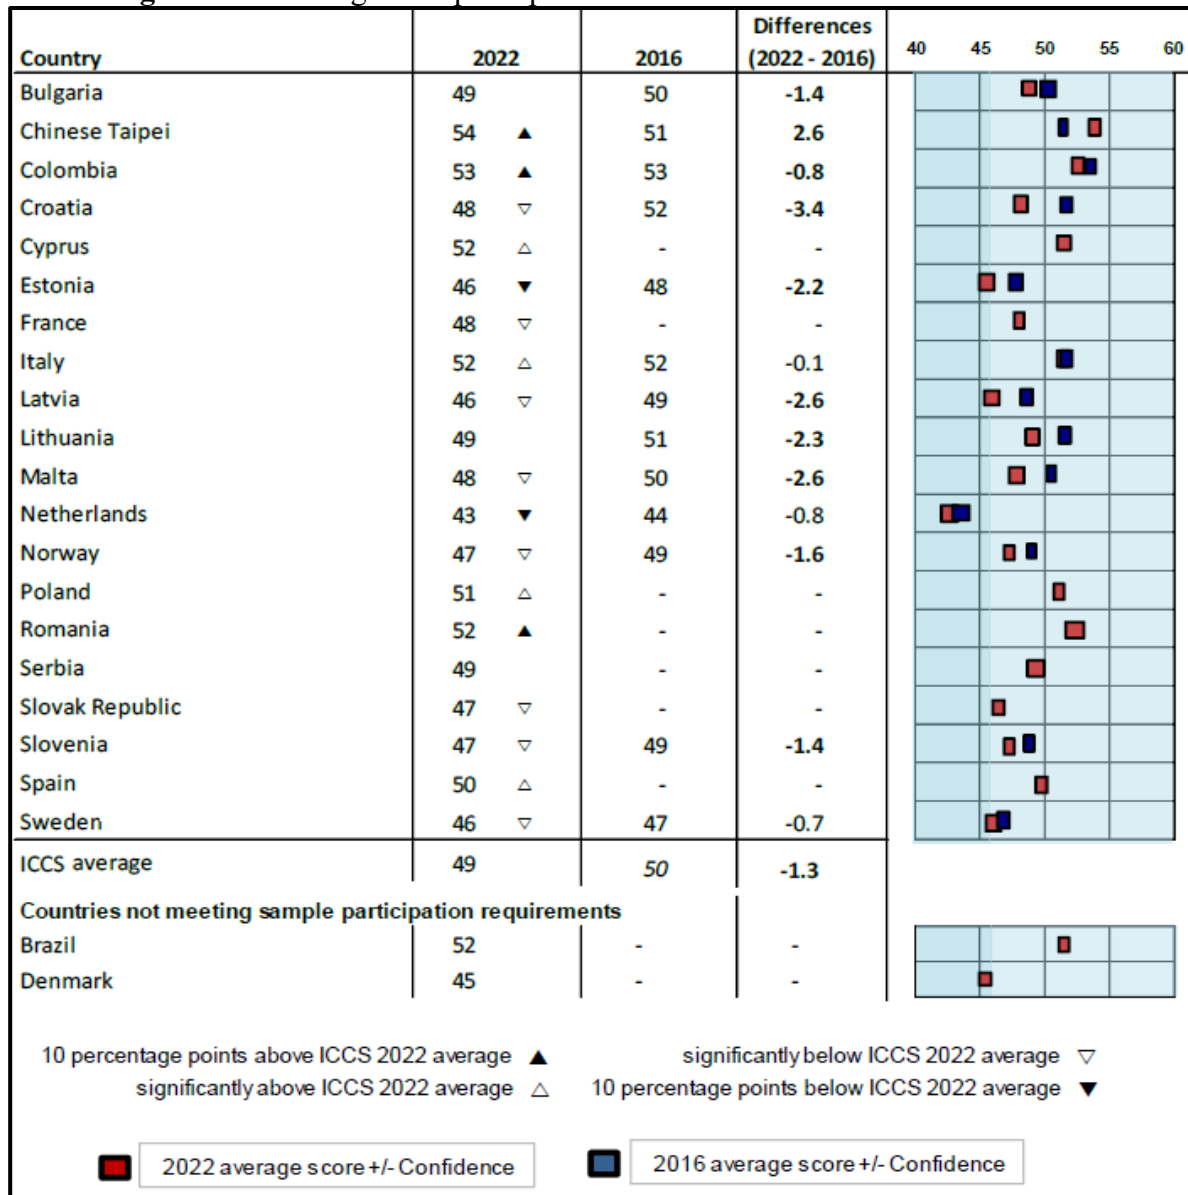 Differences
Country 2022 2016 (2022 - 2016) 40 45 50 55 60
Bulgaria 49 50 -1.4
Chinese Taipei 54 ▲ 51 2.6
Colombia 53 ▲ 53 -0.8
Croatia 48 ▽ 52 -3.4
Cyprus 52 △ - -
Estonia 46 ▼ 48 -2.2
France 48 ▽ - -
Italy 52 △ 52 -0.1
Latvia 46 ▽ 49 -2.6
Lithuania 49 51 -2.3
Malta 48 ▽ 50 -2.6
Netherlands 43 ▼ 44 -0.8
Norway 47 ▽ 49 -1.6
Poland 51 △ - -
Romania 52 ▲ - -
Serbia 49 - -
Slovak Republic 47 ▽ - -
Slovenia 47 ▽ 49 -1.4
Spain 50 △ - -
Sweden 46 ▽ 47 -0.7
ICCS average 49 50 -1.3
Countries not meeting sample participation requirements
Brazil 52 - -
Denmark 45 - -
10 percentage points above ICCS 2022 average ▲ significantly below ICCS 2022 average ▽
significantly above ICCS 2022 average △ 10 percentage points below ICCS 2022 average ▼
2022 average score +/- Confidence 2016 average score +/- Confidence